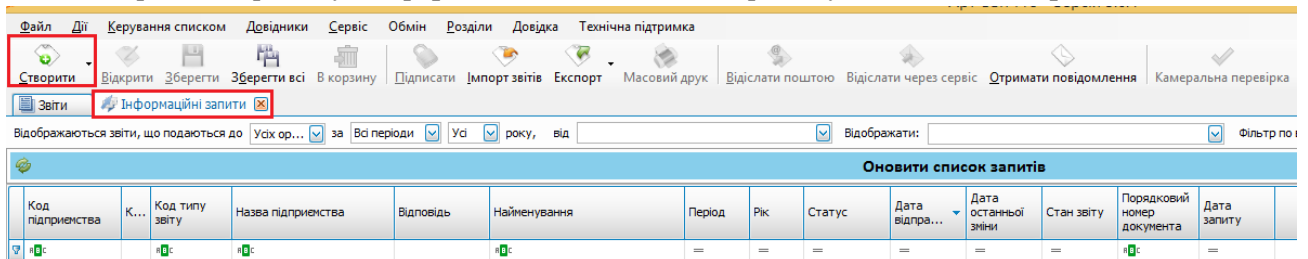 Файл Дії Керування списком Довідники Сервіс Обмін Розділи Довідка Технічна підтримка
Створити Відкрити Зберегти Зберегти всі В корзину Підписати Імпорт звітів Експорт Масовий друк Відіслати поштою Відіслати через сервіс Отримати повідомлення Камеральна перевірка
Звіти Інформаційні запити
Відображаються звіти, що подаються до Усіх ор... за Всі періоди Усі року, від Відображати: Фільтр по
Оновити список запитів
Код підприємства К... Код типу звіту Назва підприємства Відповідь Найменування Період Рік Статус Дата відпра... Дата останньої зміни Стан звіту Порядковий номер документа Дата запиту